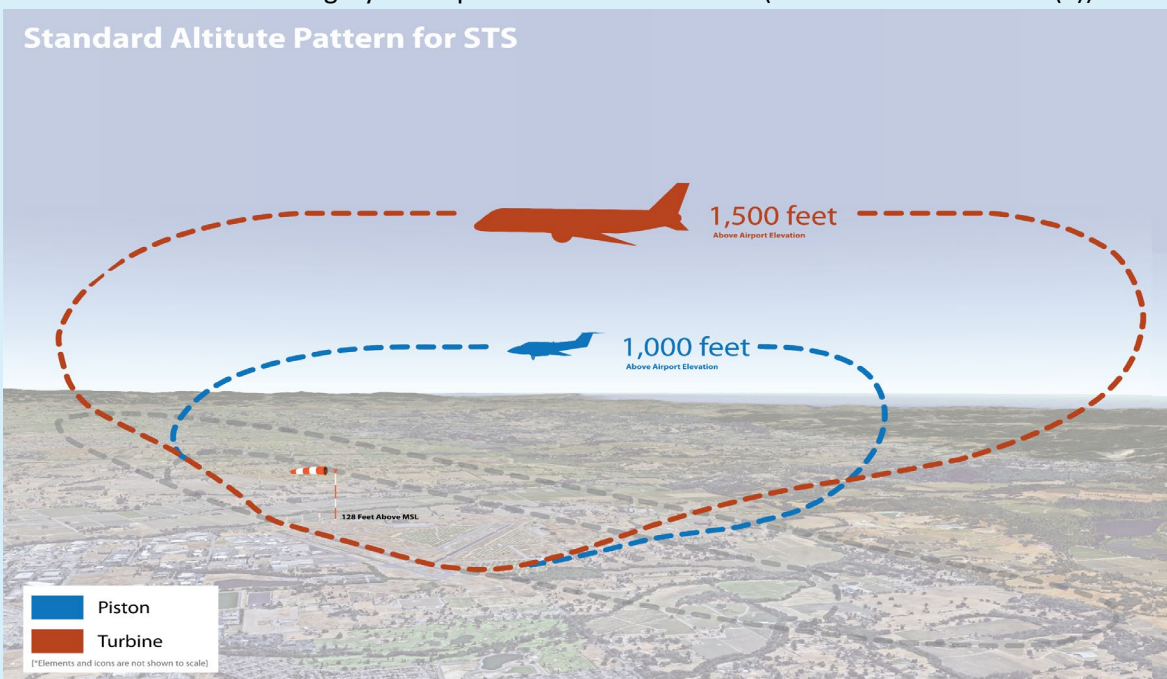 Standard Altitute Pattern for STS
1,500 feet
Above Airport Elevation
1,000 feet
Above Airport Elevation
128 Feet Above MSL
Piston
Turbine
[*Elements and icons are not shown to scale]